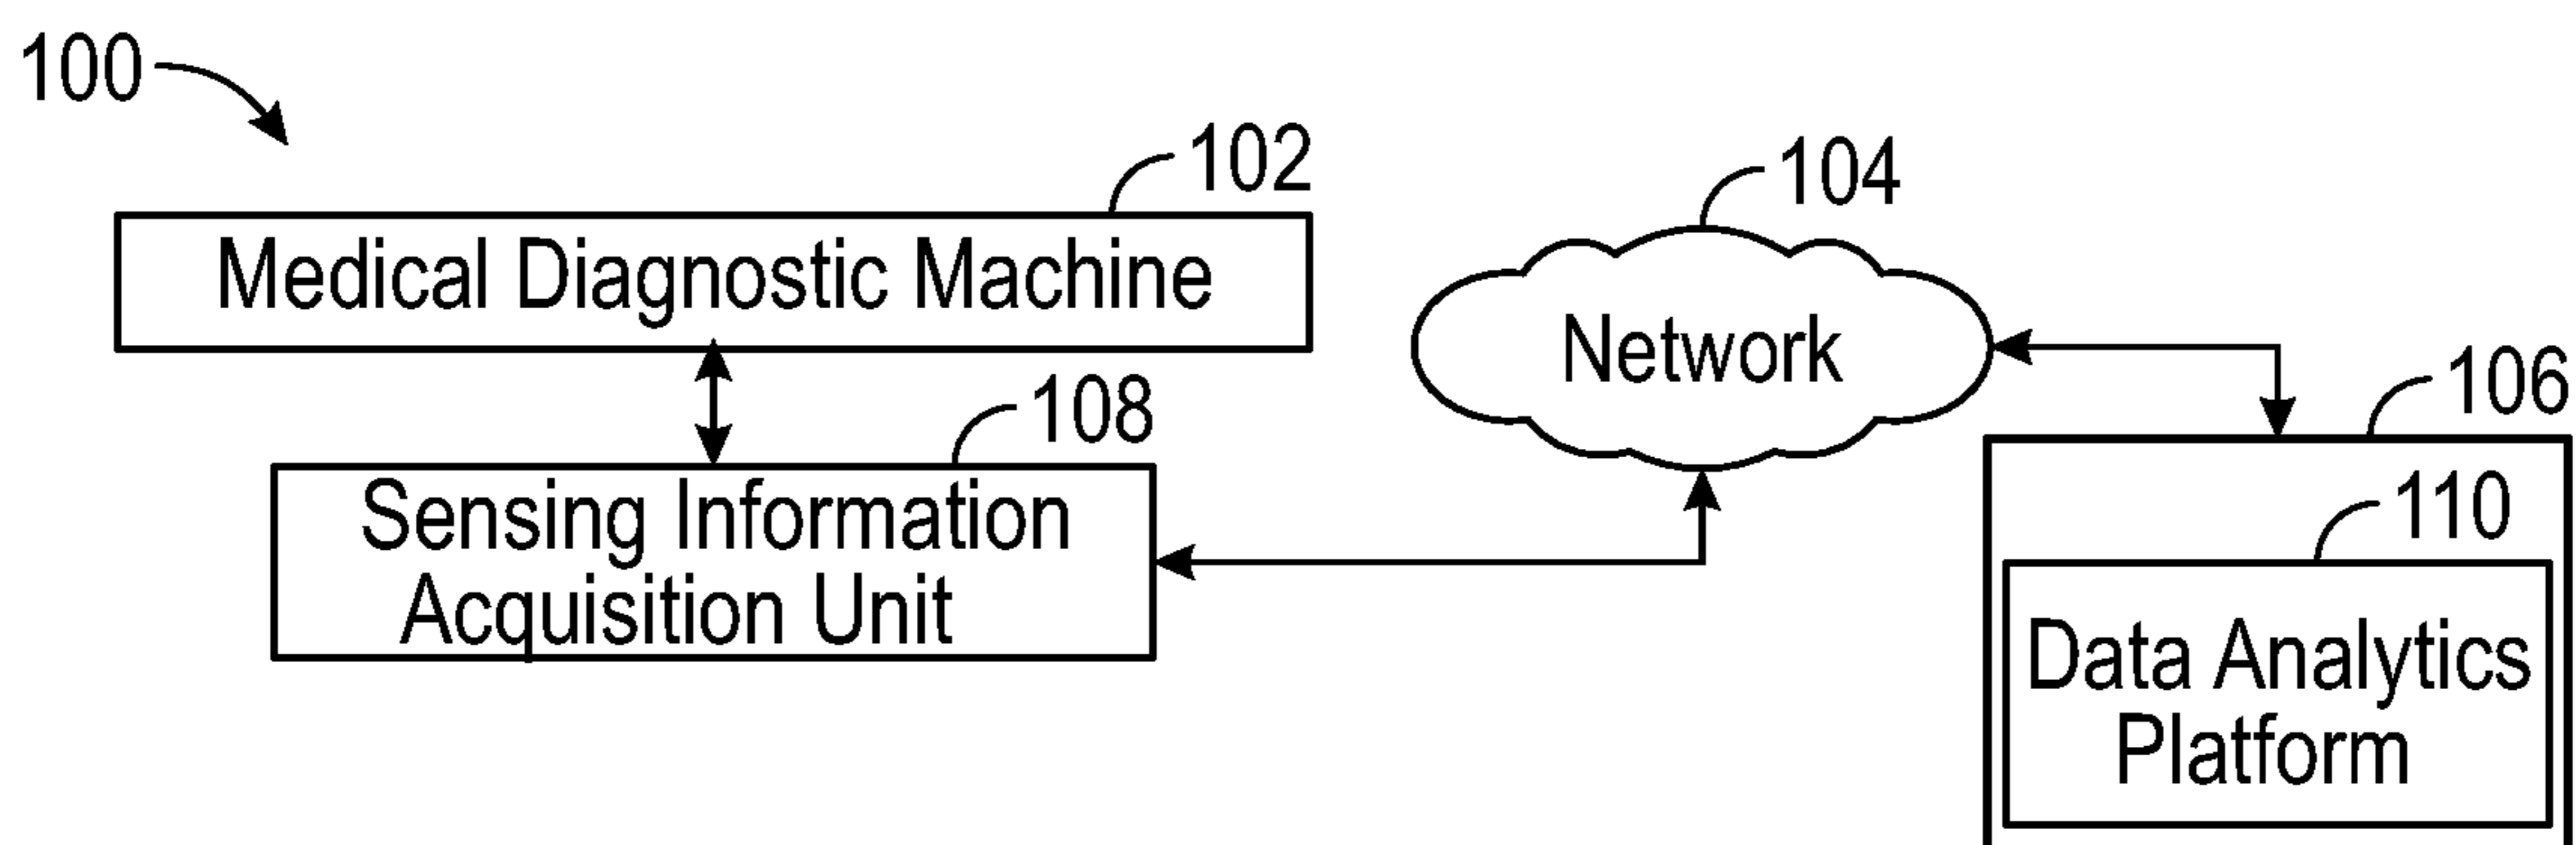 100
102
Medical Diagnostic Machine
104
Network
106
108
Sensing Information
Acquisition Unit
110
Data Analytics
Platform